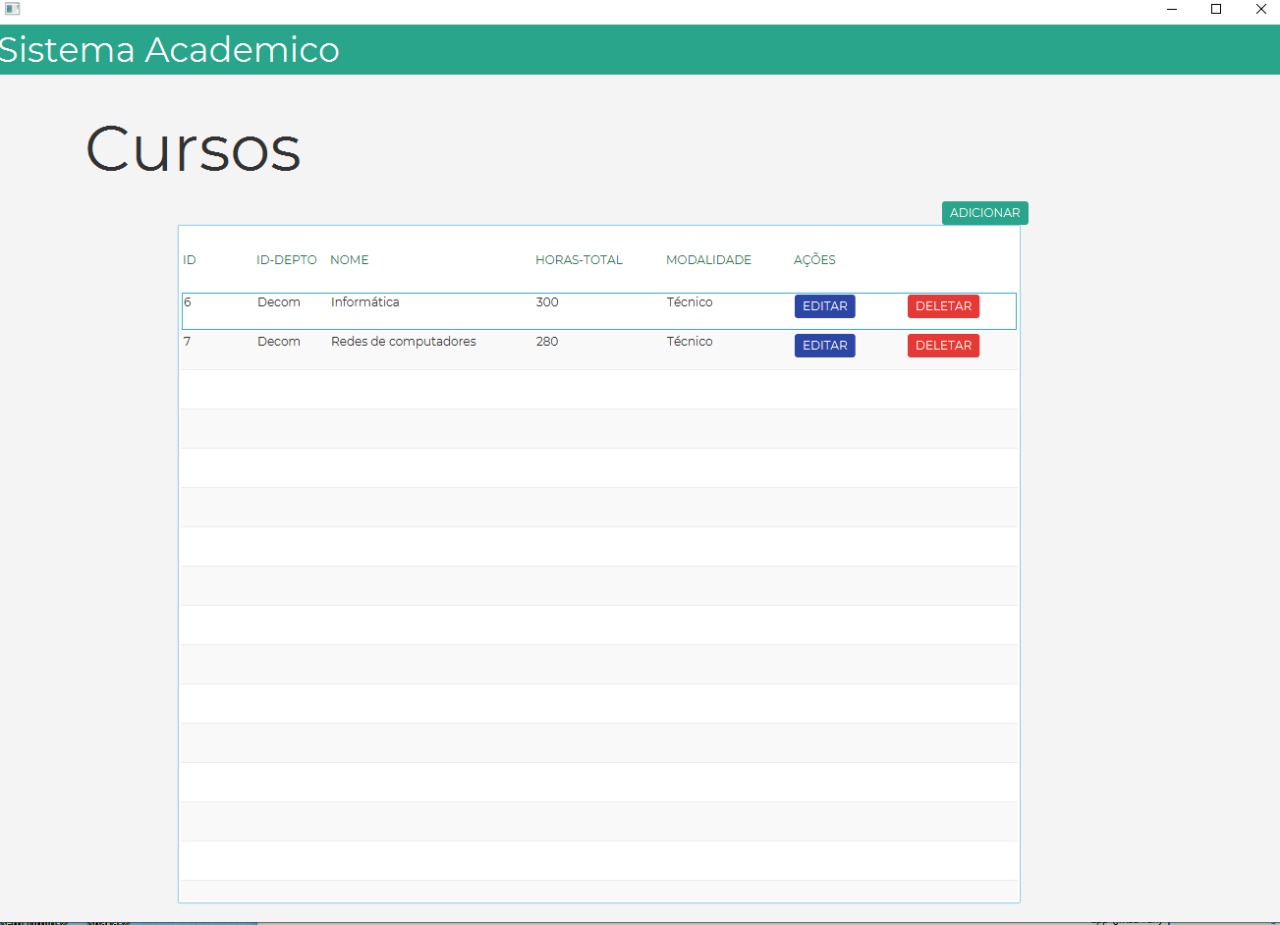 Sistema Academico
Cursos
ADICIONAR
ID ID-DEPTO NOME HORAS-TOTAL MODALIDADE AÇÕES
6 Decom Informática 300 Técnico EDITAR DELETAR
7 Decom Redes de computadores 280 Técnico EDITAR DELETAR